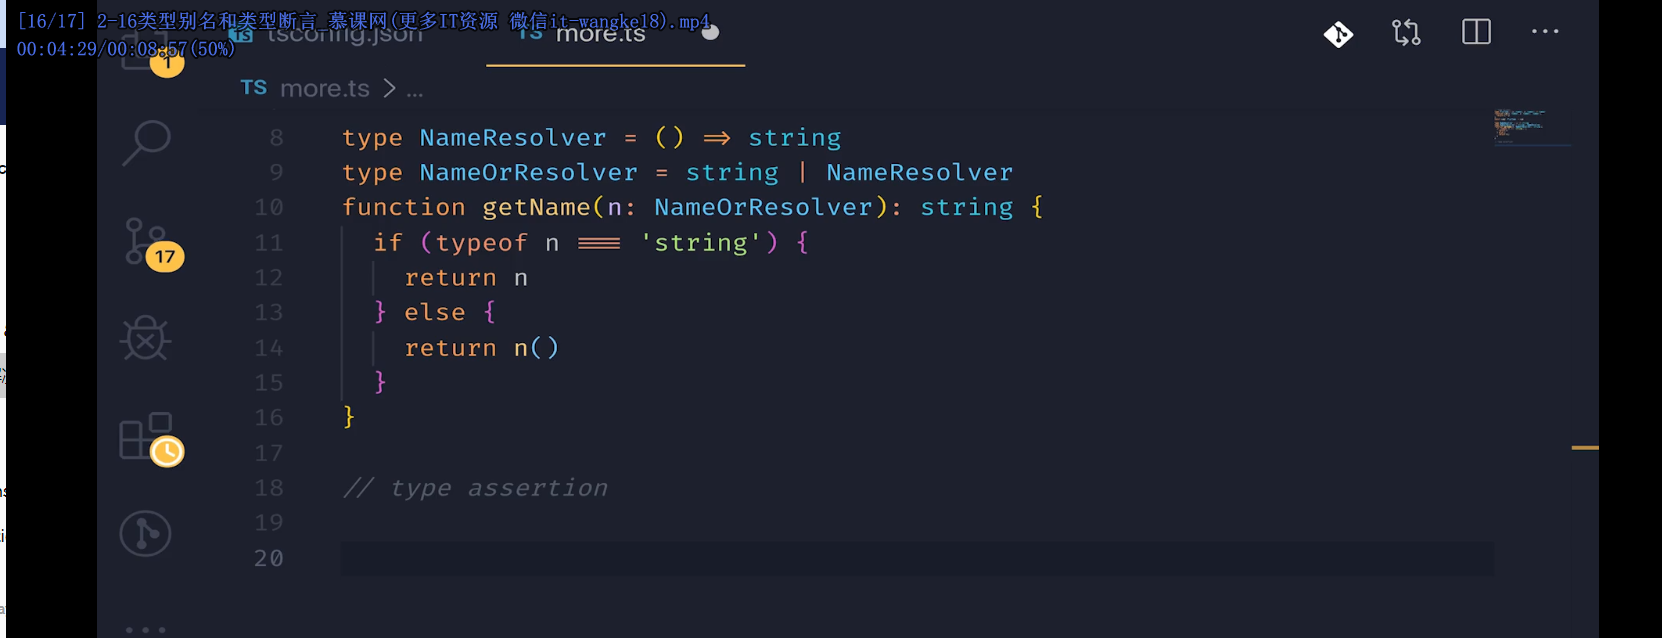 [16/17] 2-16类型别名和类型断言_慕课网(更多IT资源 微信it-wangke18).mp4
00:04:29/00:08:57(50%)
TS tsconfig.json
TS more.ts
1
TS more.ts > ...
8 type NameResolver = () => string
9 type NameOrResolver = string | NameResolver
10 function getName(n: NameOrResolver): string {
11 if (typeof n === 'string') {
12 return n
13 } else {
14 return n()
15 }
16 }
17
18 // type assertion
19
20
17